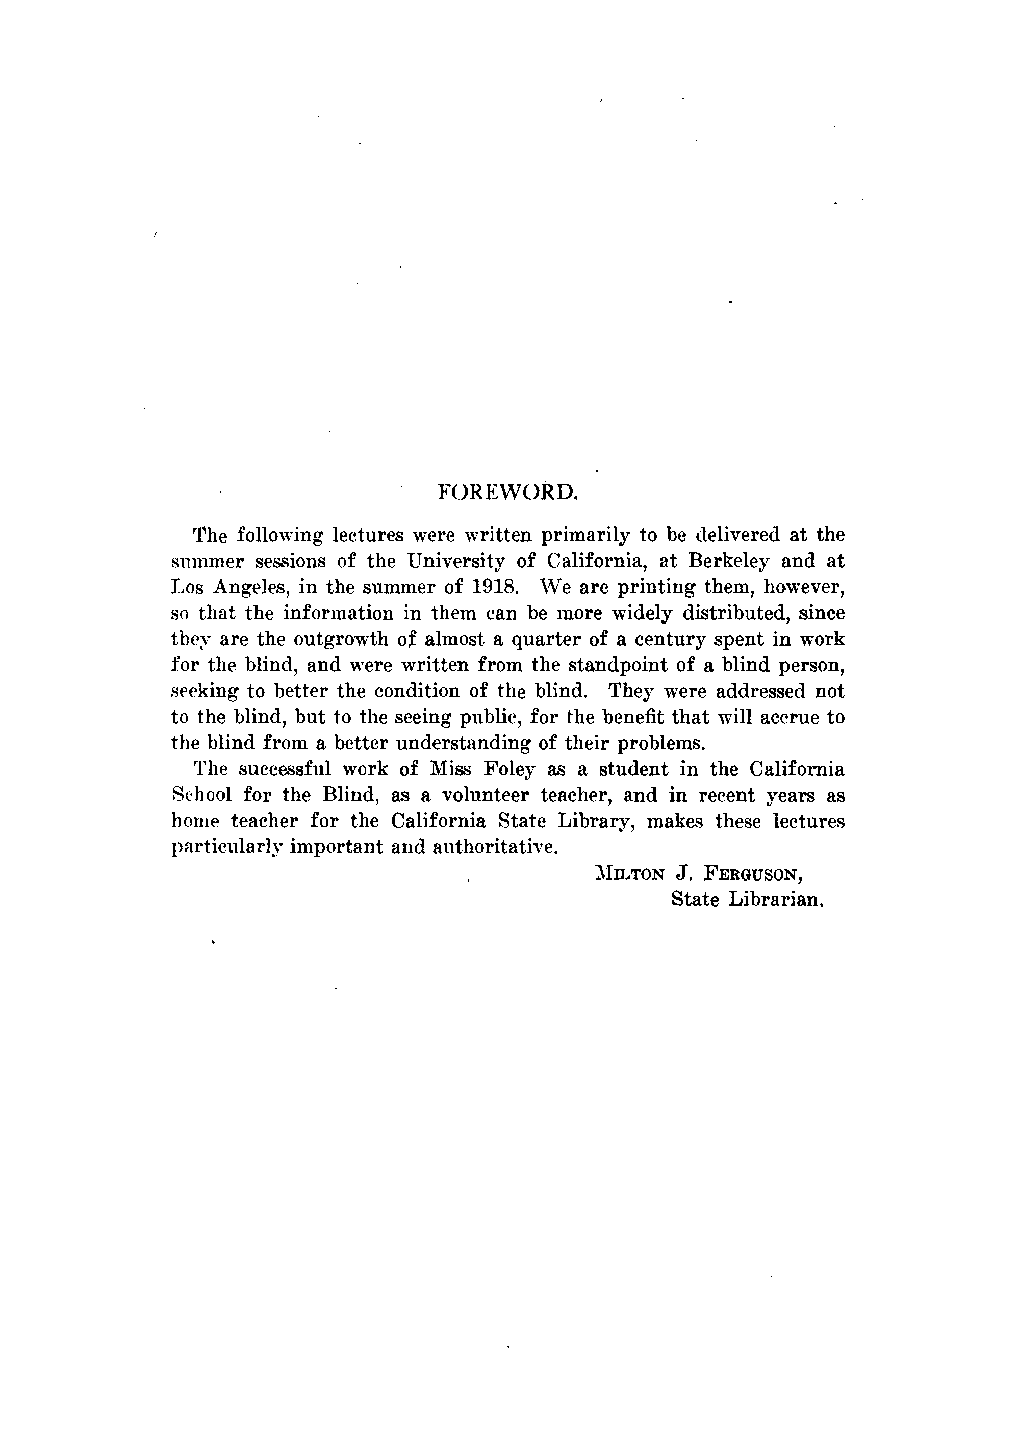 FOREWORD.
The following lectures were written primarily to be delivered at the
summer sessions of the University of California, at Berkeley and at
Los Angeles, in the summer of 1918. We are printing them, however,
so that the information in them can be more widely distributed, since
they are the outgrowth of almost a quarter of a century spent in work
for the blind, and were written from the standpoint of a blind person,
seeking to better the condition of the blind. They were addressed not
to the blind, but to the seeing public, for the benefit that will accrue to
the blind from a better understanding of their problems.
The successful work of Miss Foley as a student in the California
School for the Blind, as a volunteer teacher, and in recent years as
home teacher for the California State Library, makes these lectures
particularly important and authoritative.
MILTON J. FERGUSON,
State Librarian.